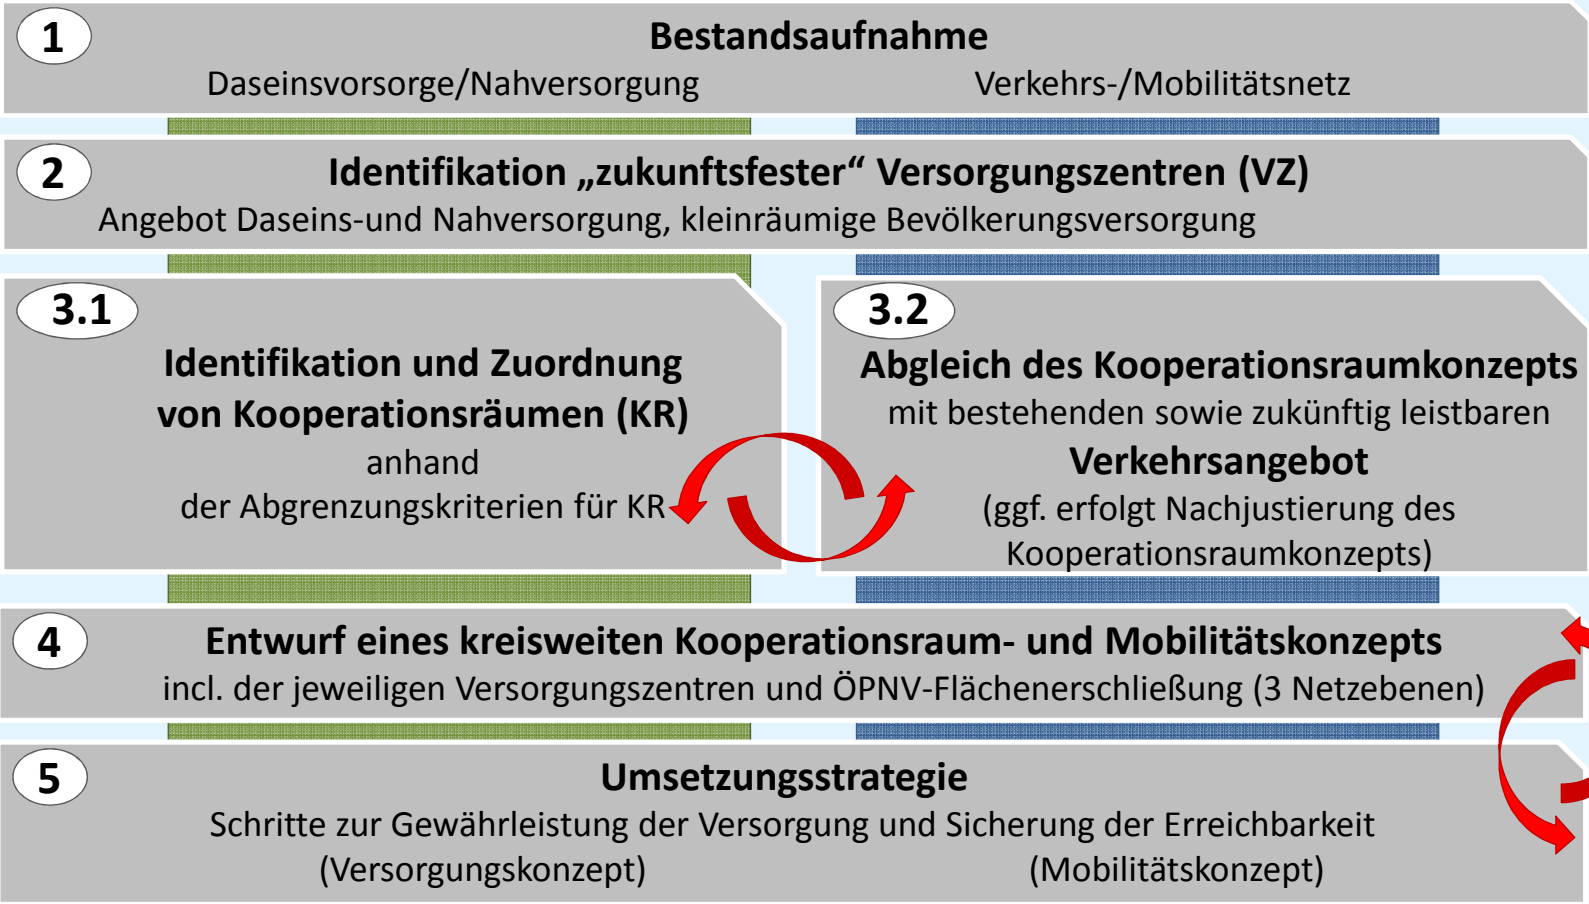 1
Bestandsaufnahme
Daseinsvorsorge/Nahversorgung Verkehrs-/Mobilitätsnetz
2
Identifikation „zukunftsfester“ Versorgungszentren (VZ)
Angebot Daseins-und Nahversorgung, kleinräumige Bevölkerungsversorgung
3.1
Identifikation und Zuordnung
von Kooperationsräumen (KR)
anhand
der Abgrenzungskriterien für KR
3.2
Abgleich des Kooperationsraumkonzepts
mit bestehenden sowie zukünftig leistbaren
Verkehrsangebot
(ggf. erfolgt Nachjustierung des
Kooperationsraumkonzepts)
4
Entwurf eines kreisweiten Kooperationsraum- und Mobilitätskonzepts
incl. der jeweiligen Versorgungszentren und ÖPNV-Flächenerschließung (3 Netzebenen)
5
Umsetzungsstrategie
Schritte zur Gewährleistung der Versorgung und Sicherung der Erreichbarkeit
(Versorgungskonzept) (Mobilitätskonzept)